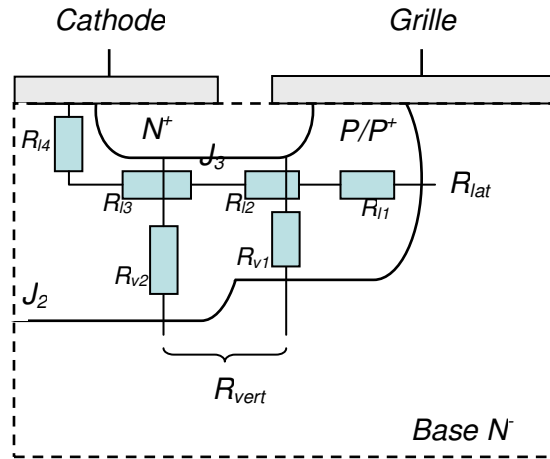 Cathode
Grille
N+
P/P+
Rl4
J3
Rl3
Rl2
Rl1
Rlat
Rv2
Rv1
J2
Rvert
Base N-